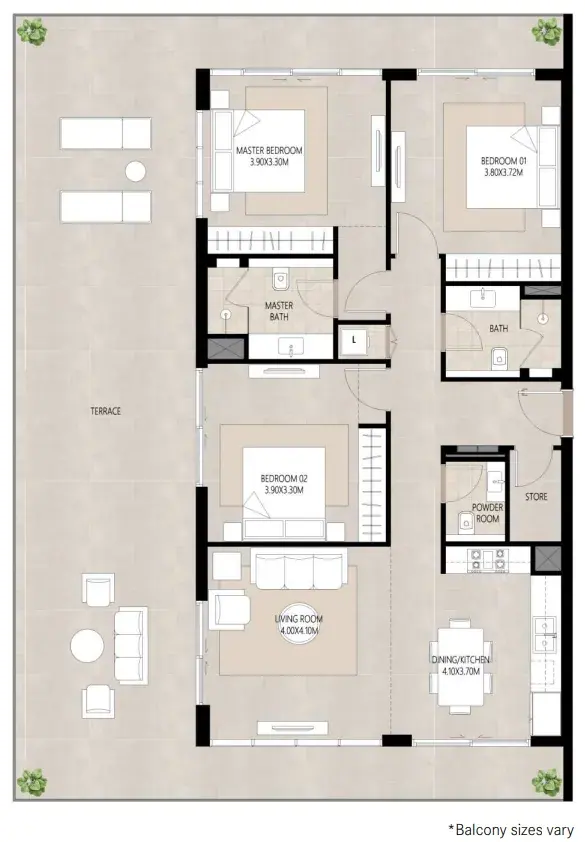 MASTER BEDROOM
3.90X3.30M
BEDROOM 01
3.80X3.72M
MASTER
BATH
BATH
L
TERRACE
BEDROOM 02
3.90X3.30M
POWDER
ROOM
STORE
LIVING ROOM
4.00X4.10M
DINING/KITCHEN
4.10X3.70M
*Balcony sizes vary